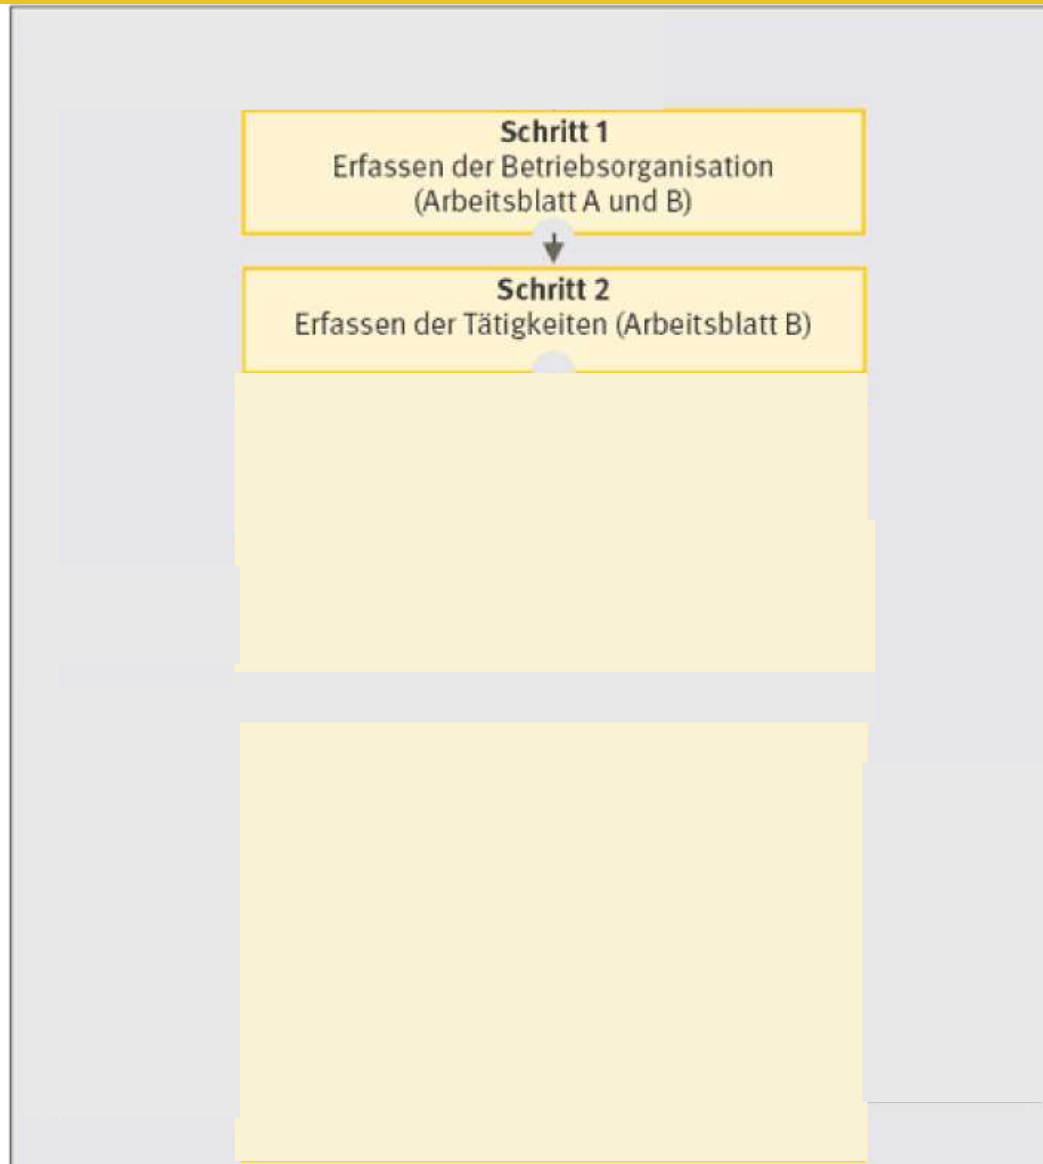 Schritt 1
Erfassen der Betriebsorganisation
(Arbeitsblatt A und B)
Schritt 2
Erfassen der Tätigkeiten (Arbeitsblatt B)